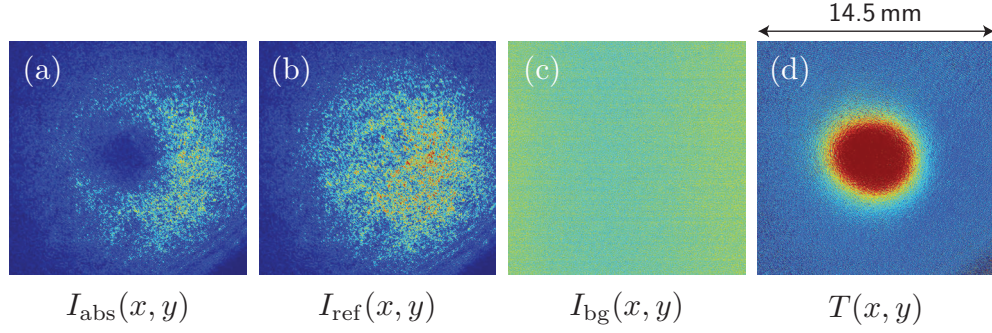 14.5 mm
(a)
(b)
(c)
(d)
I_abs(x, y)
I_ref(x, y)
I_bg(x, y)
T(x, y)